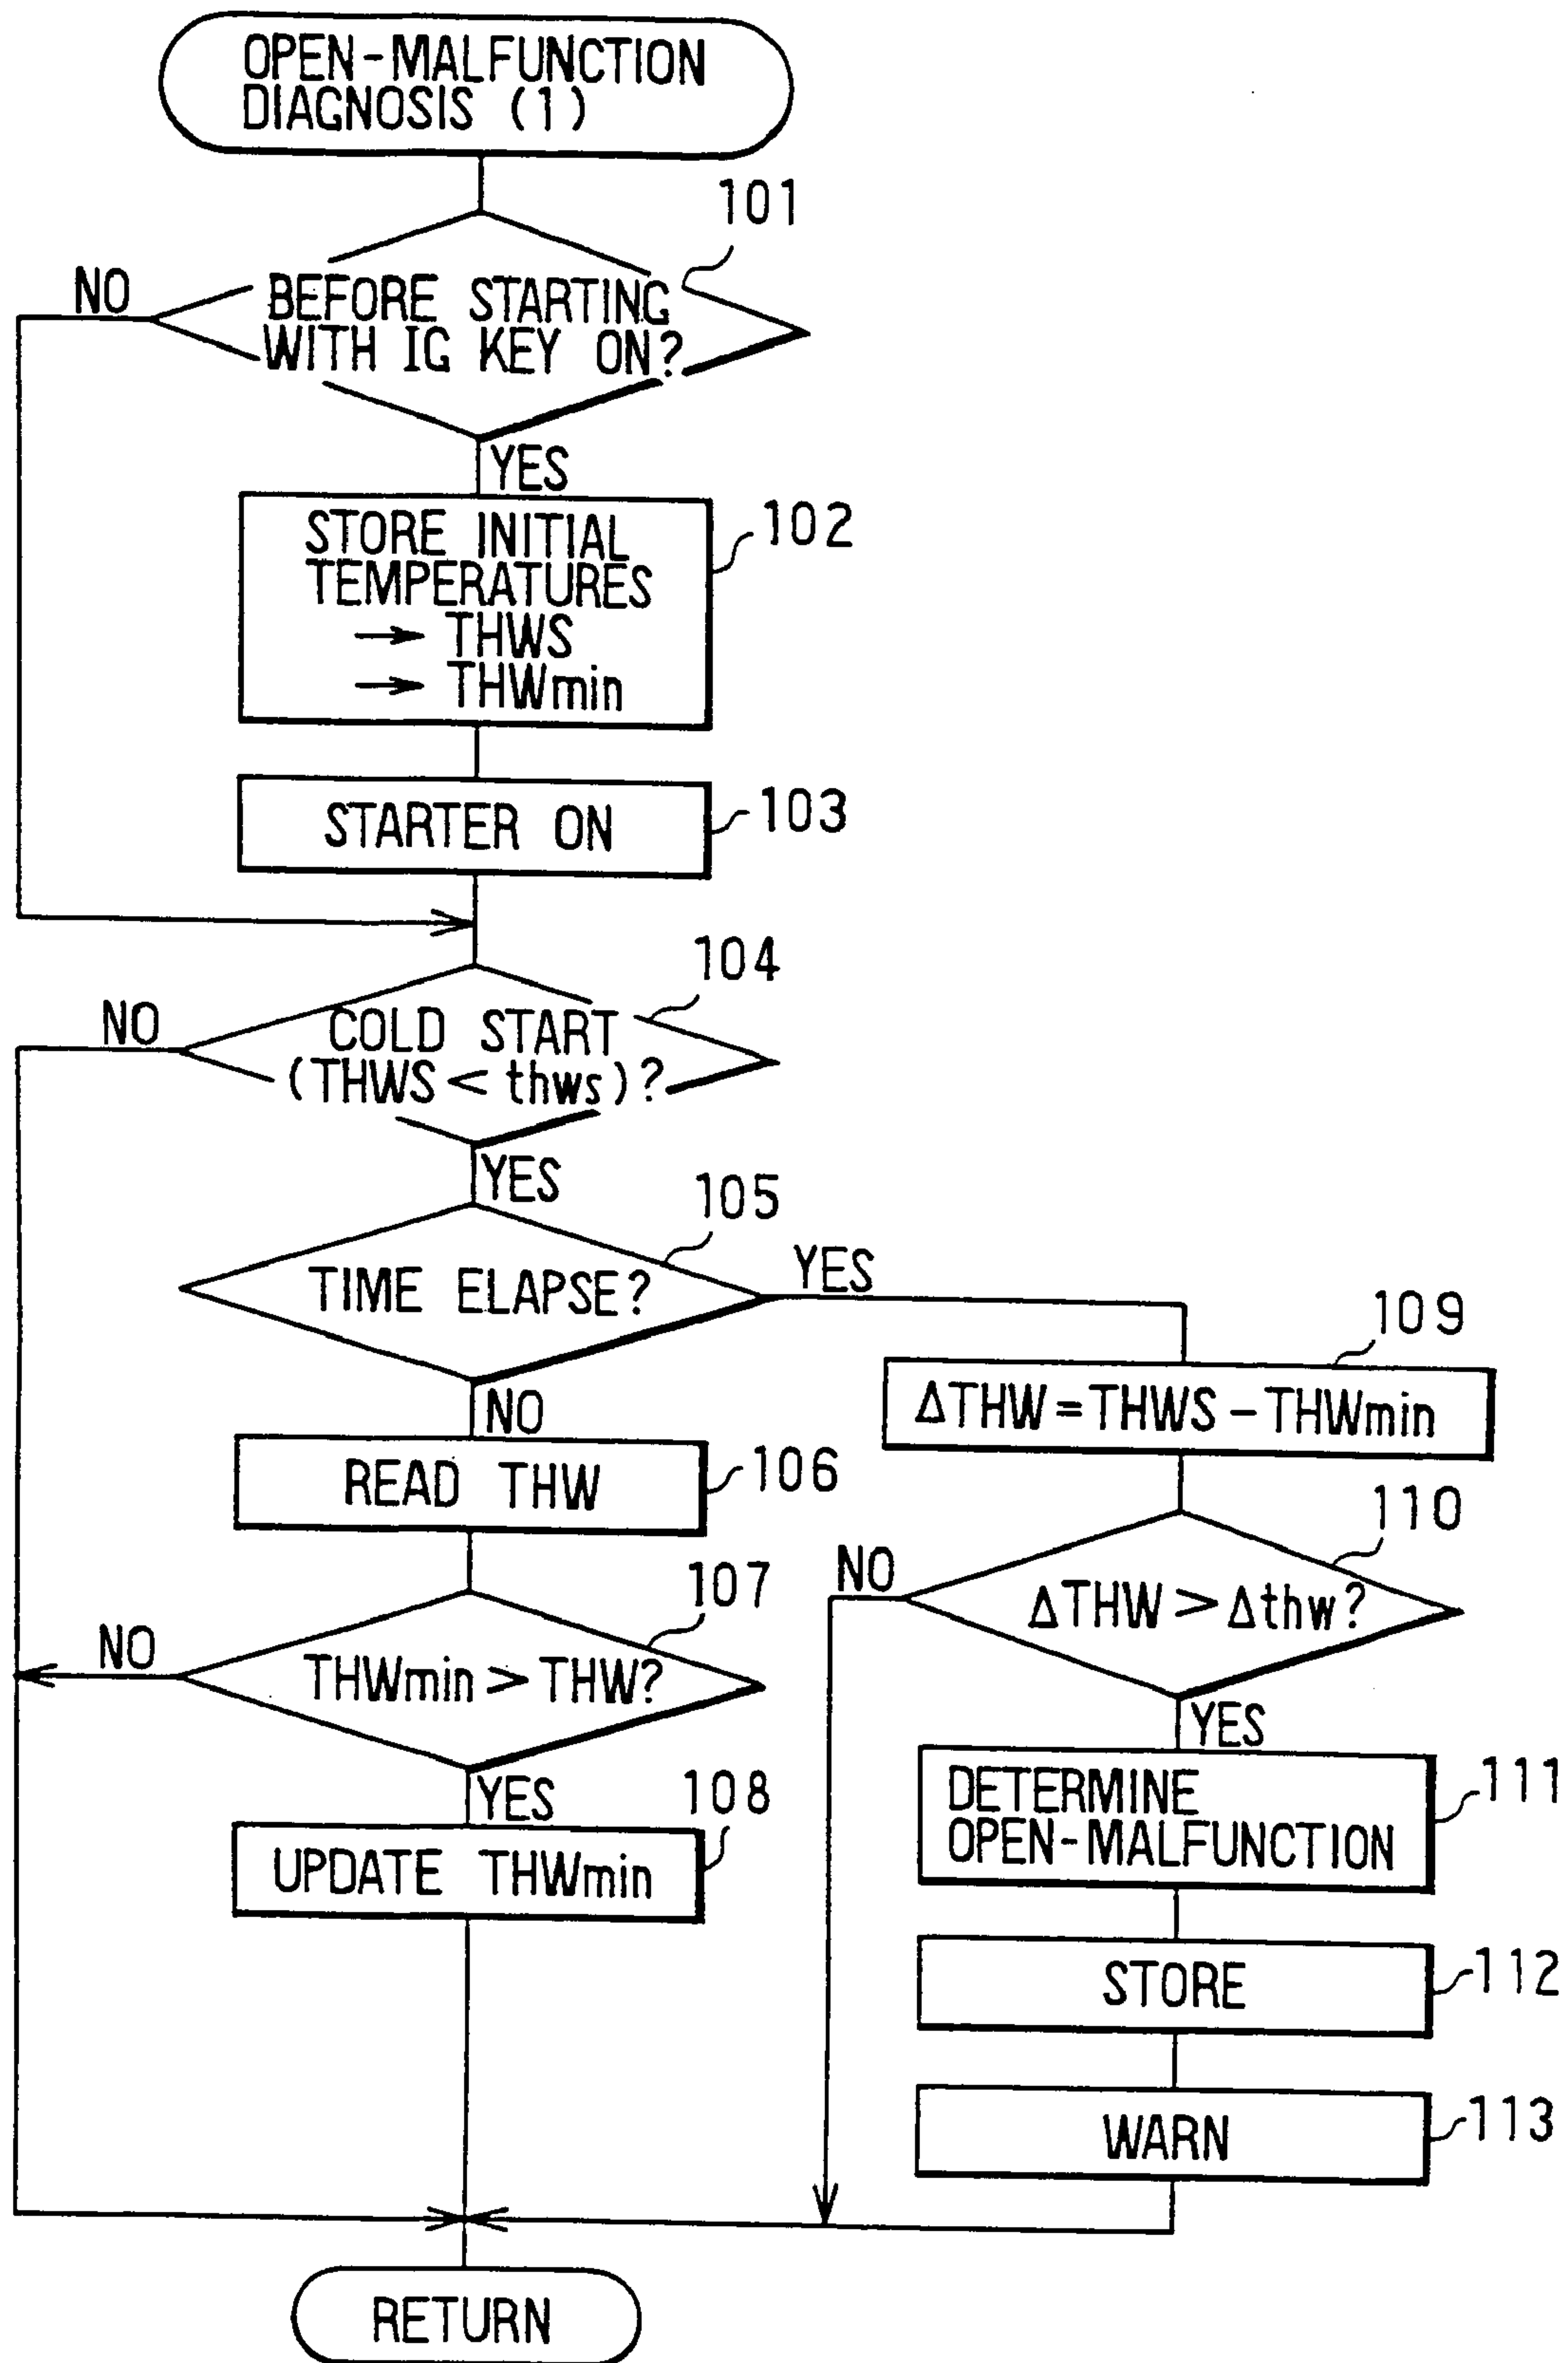 OPEN-MALFUNCTION
DIAGNOSIS (1)
101
NO
BEFORE STARTING
WITH IG KEY ON?
YES
102
STORE INITIAL
TEMPERATURES
→ THWS
→ THWmin
103
STARTER ON
104
NO
COLD START
(THWS < thws)?
YES
105
TIME ELAPSE?
YES
NO
109
ΔTHW = THWS - THWmin
106
READ THW
110
NO
ΔTHW > Δthw?
107
NO
THWmin > THW?
YES
YES
111
DETERMINE
OPEN-MALFUNCTION
108
UPDATE THWmin
112
STORE
113
WARN
RETURN